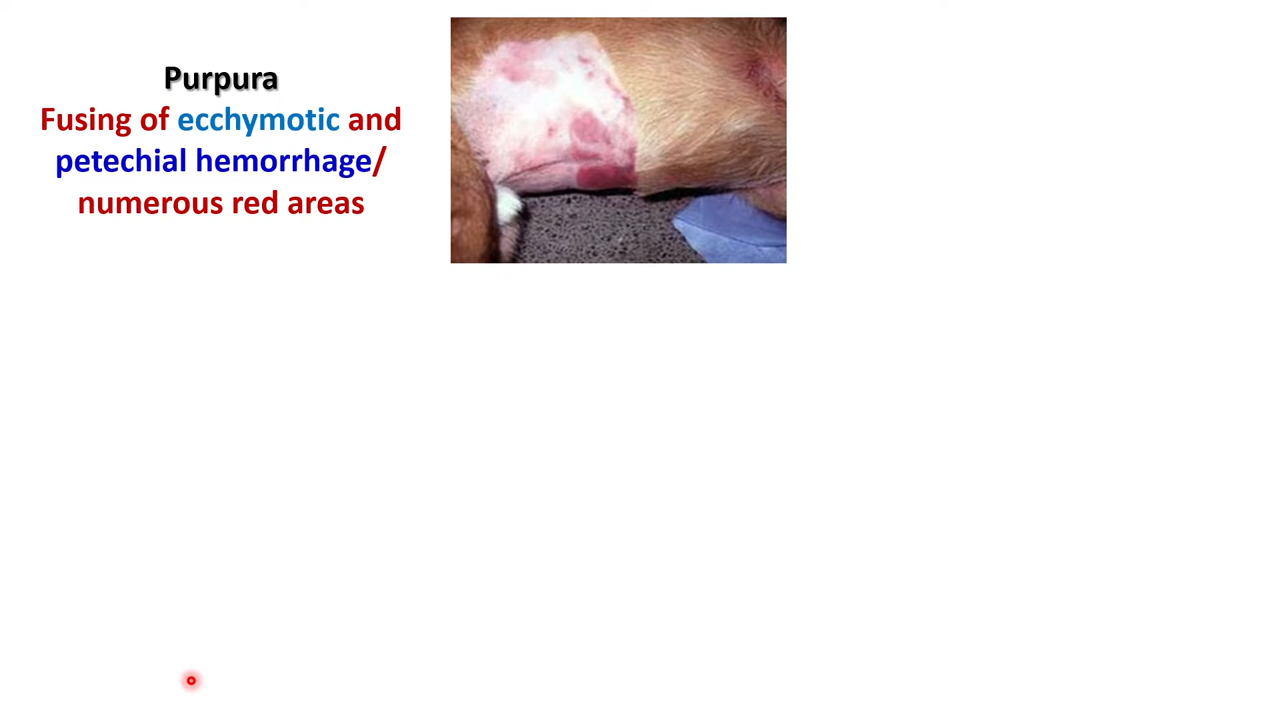 Purpura
Fusing of ecchymotic and
petechial hemorrhage/
numerous red areas